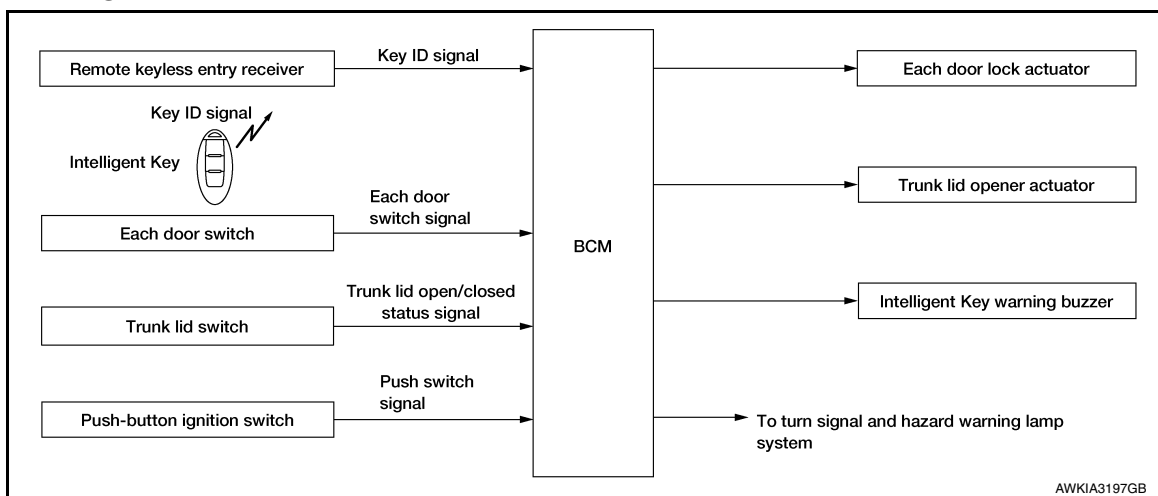 Remote keyless entry receiver
Key ID signal
Each door lock actuator
Key ID signal
Intelligent Key
Trunk lid opener actuator
Each door
switch signal
Each door switch
BCM
Trunk lid open/closed
status signal
Intelligent Key warning buzzer
Trunk lid switch
Push switch
signal
Push-button ignition switch
To turn signal and hazard warning lamp
system
AWKIA3197GB